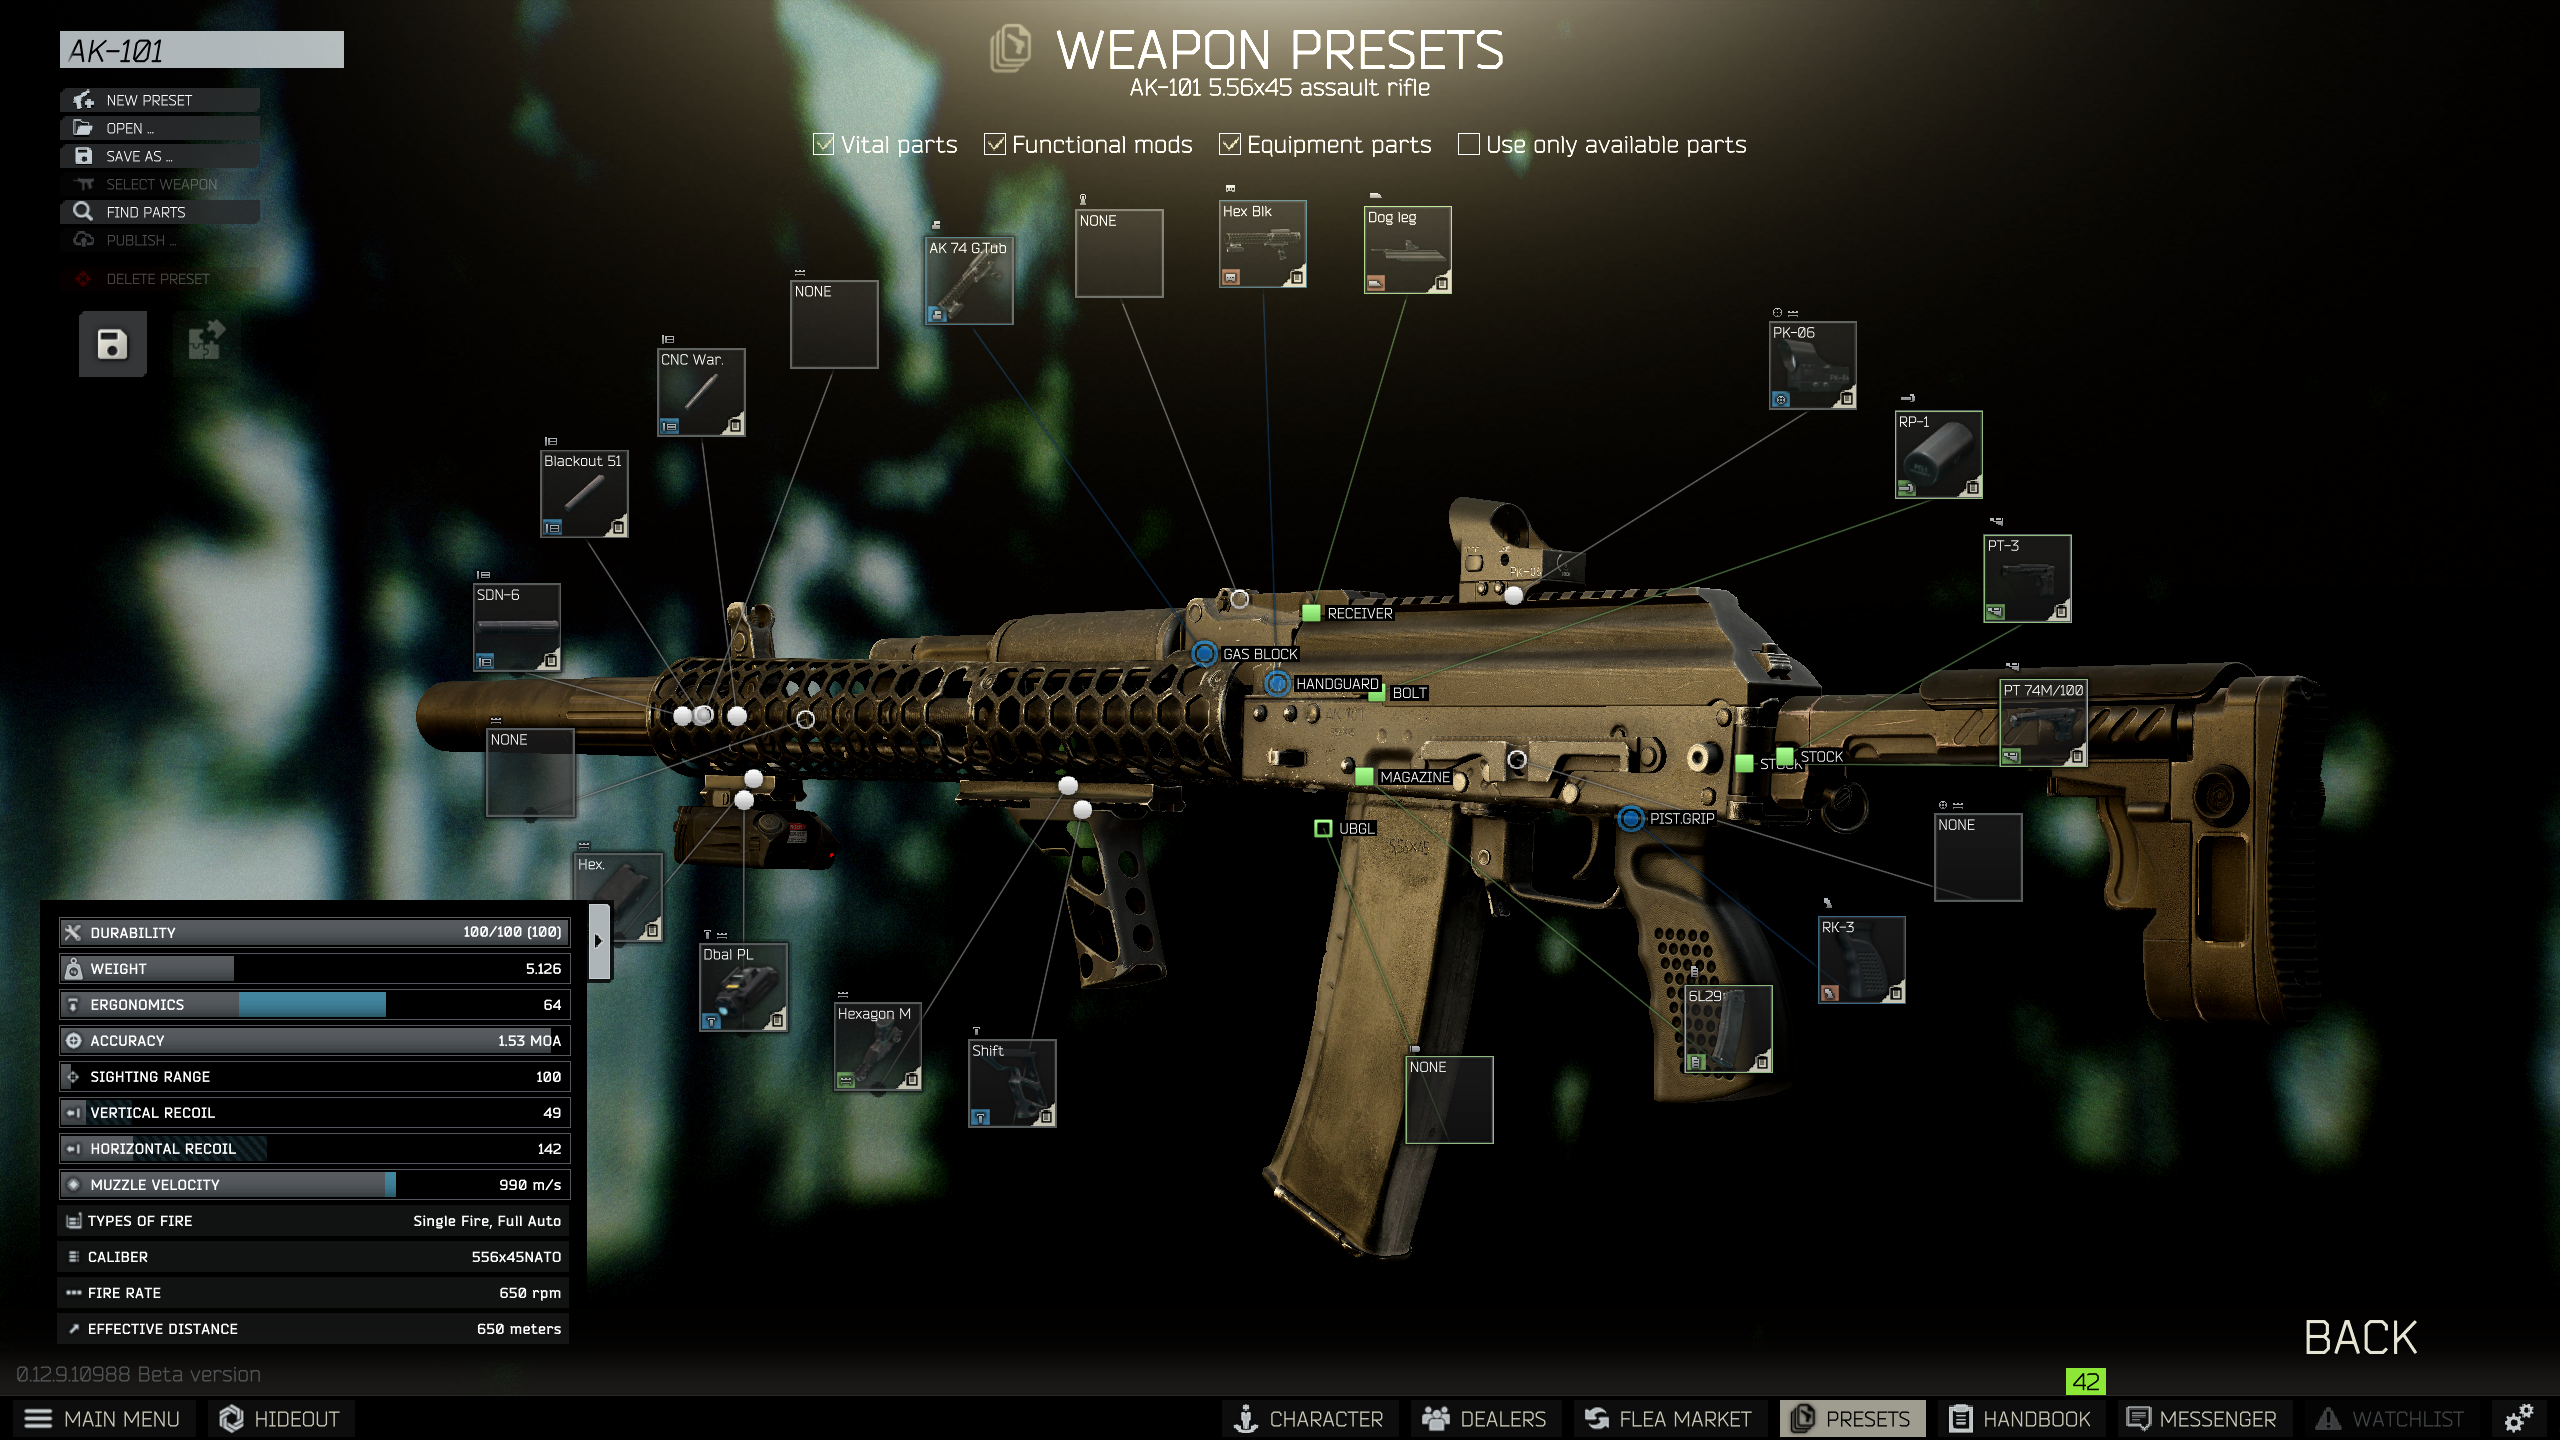 AK-101
WEAPON PRESETS
AK-101 5.56x45 assault rifle
NEW PRESET
OPEN ...
SAVE AS ...
SELECT WEAPON
FIND PARTS
PUBLISH ...
DELETE PRESET
Vital parts
Functional mods
Equipment parts
Use only available parts
Hex Blk
Dog leg
NONE
AK 74 G.Tub
NONE
CNC War.
PK-06
RP-1
Blackout 51
PT-3
SDN-6
RECEIVER
GAS BLOCK
HANDGUARD
BOLT
PT 74M/100
NONE
STOCK
STOCK
MAGAZINE
UBGL
PIST.GRIP
NONE
Hex.
RK-3
Dbal PL
6L29
Hexagon M
Shift
NONE
DURABILITY 100/100 (100)
WEIGHT 5.126
ERGONOMICS 64
ACCURACY 1.53 MOA
SIGHTING RANGE 100
VERTICAL RECOIL 49
HORIZONTAL RECOIL 142
MUZZLE VELOCITY 990 m/s
TYPES OF FIRE Single Fire, Full Auto
CALIBER 556x45NATO
FIRE RATE 650 rpm
EFFECTIVE DISTANCE 650 meters
BACK
0.12.9.10988 Beta version
42
MAIN MENU
HIDEOUT
CHARACTER
DEALERS
FLEA MARKET
PRESETS
HANDBOOK
MESSENGER
WATCHLIST